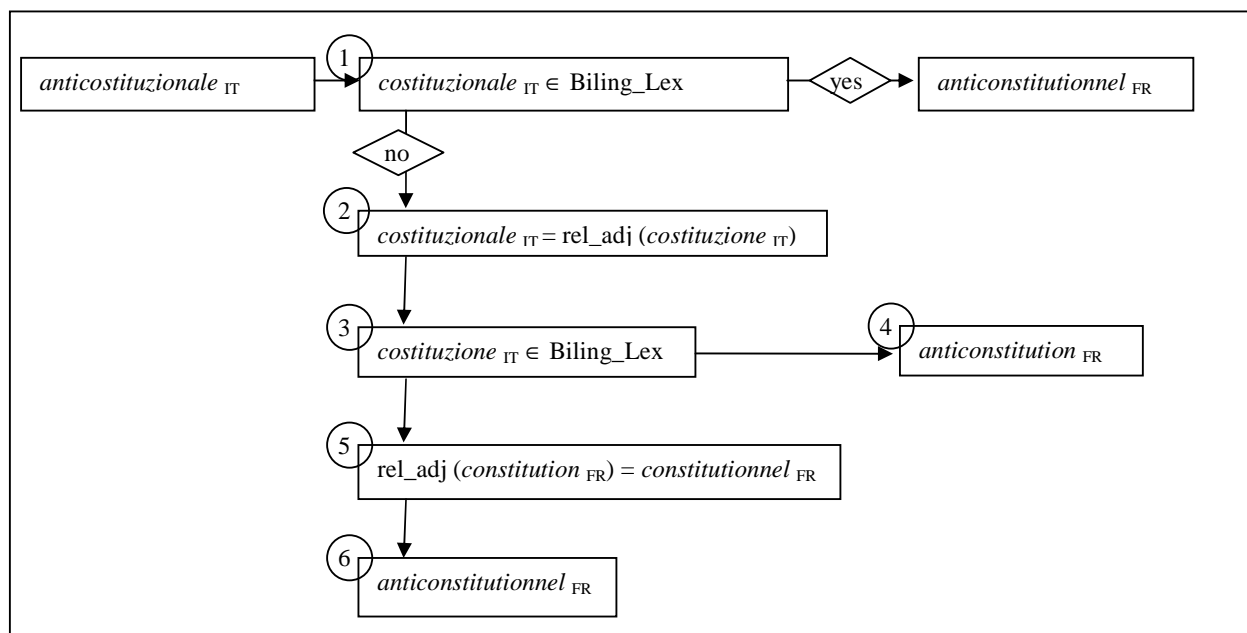 1
anticostituzionale IT
costituzionale IT ∈ Biling_Lex
yes
anticonstitutionnel FR
no
2
costituzionale IT = rel_adj (costituzione IT)
3
costituzione IT ∈ Biling_Lex
4
anticonstitution FR
5
rel_adj (constitution FR) = constitutionnel FR
6
anticonstitutionnel FR